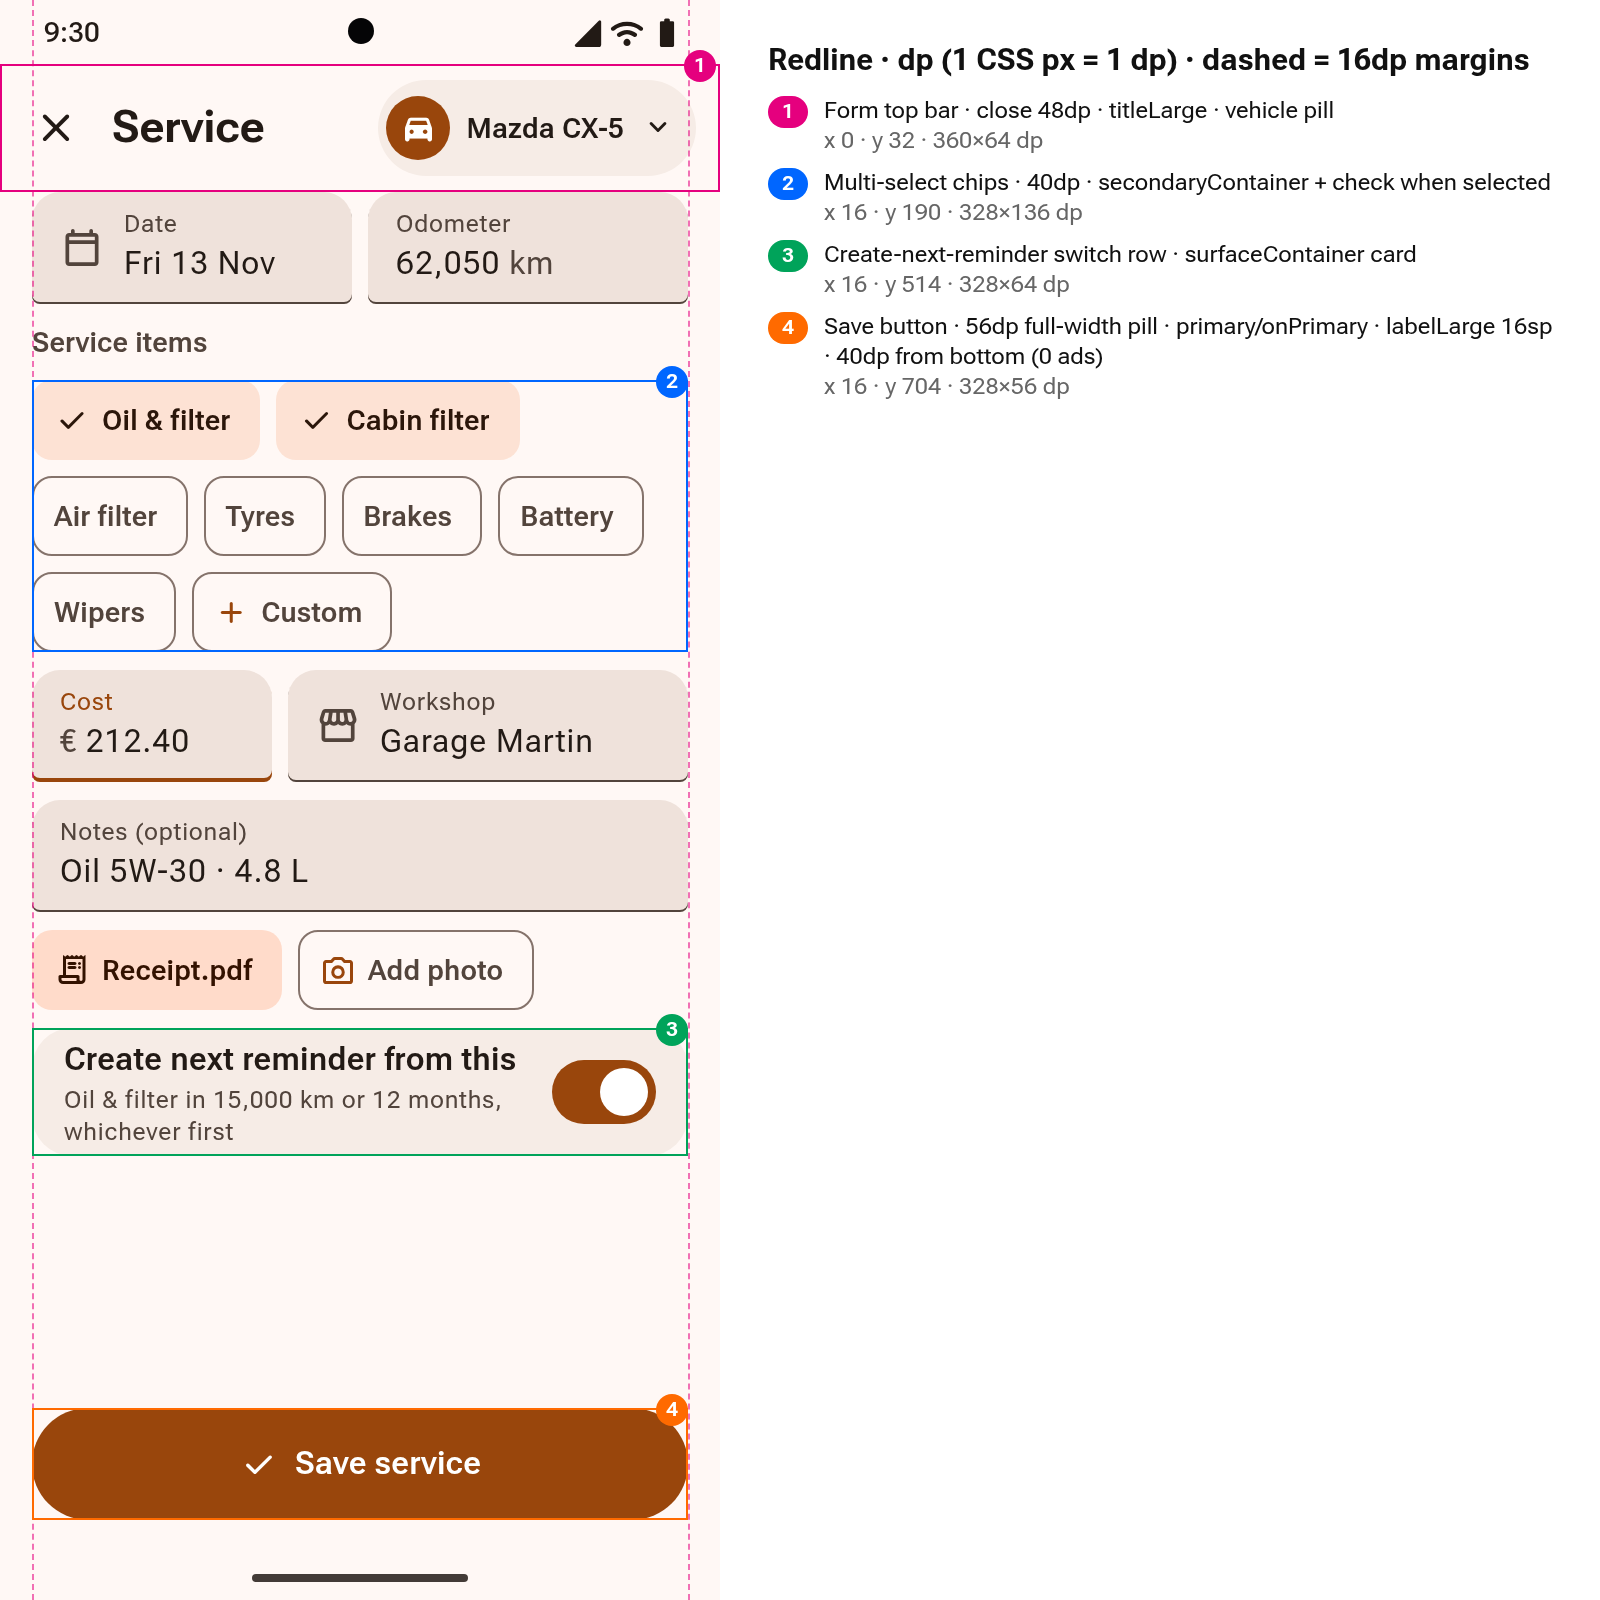 9:30
Service
Mazda CX-5
1
Date
Fri 13 Nov
Odometer
62,050 km
Service items
2
Oil & filter
Cabin filter
Air filter
Tyres
Brakes
Battery
Wipers
Custom
Cost
€ 212.40
Workshop
Garage Martin
Notes (optional)
Oil 5W-30 · 4.8 L
Receipt.pdf
Add photo
3
Create next reminder from this
Oil & filter in 15,000 km or 12 months,
whichever first
4
Save service
Redline · dp (1 CSS px = 1 dp) · dashed = 16dp margins
1 Form top bar · close 48dp · titleLarge · vehicle pill
x 0 · y 32 · 360×64 dp
2 Multi-select chips · 40dp · secondaryContainer + check when selected
x 16 · y 190 · 328×136 dp
3 Create-next-reminder switch row · surfaceContainer card
x 16 · y 514 · 328×64 dp
4 Save button · 56dp full-width pill · primary/onPrimary · labelLarge 16sp
· 40dp from bottom (0 ads)
x 16 · y 704 · 328×56 dp